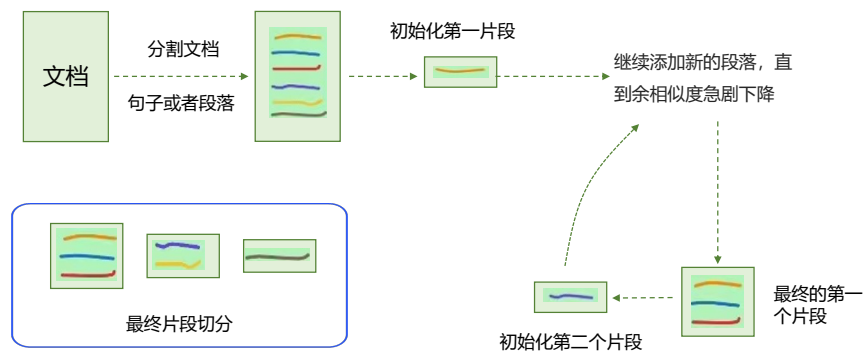 文档
分割文档
句子或者段落
初始化第一片段
继续添加新的段落，直
到余相似度急剧下降
最终的第一
个片段
初始化第二个片段
最终片段切分